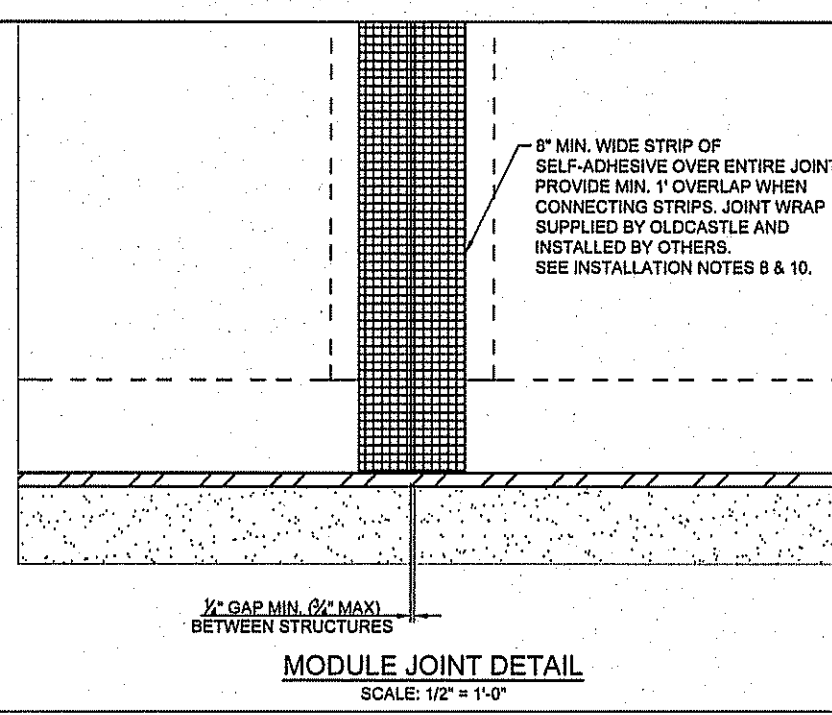 8" MIN. WIDE STRIP OF
SELF-ADHESIVE OVER ENTIRE JOINT
PROVIDE MIN. 1' OVERLAP WHEN
CONNECTING STRIPS. JOINT WRAP
SUPPLIED BY OLDCASTLE AND
INSTALLED BY OTHERS.
SEE INSTALLATION NOTES 8 & 10.
¼" GAP MIN. (¾" MAX)
BETWEEN STRUCTURES
MODULE JOINT DETAIL
SCALE: 1/2" = 1'-0"